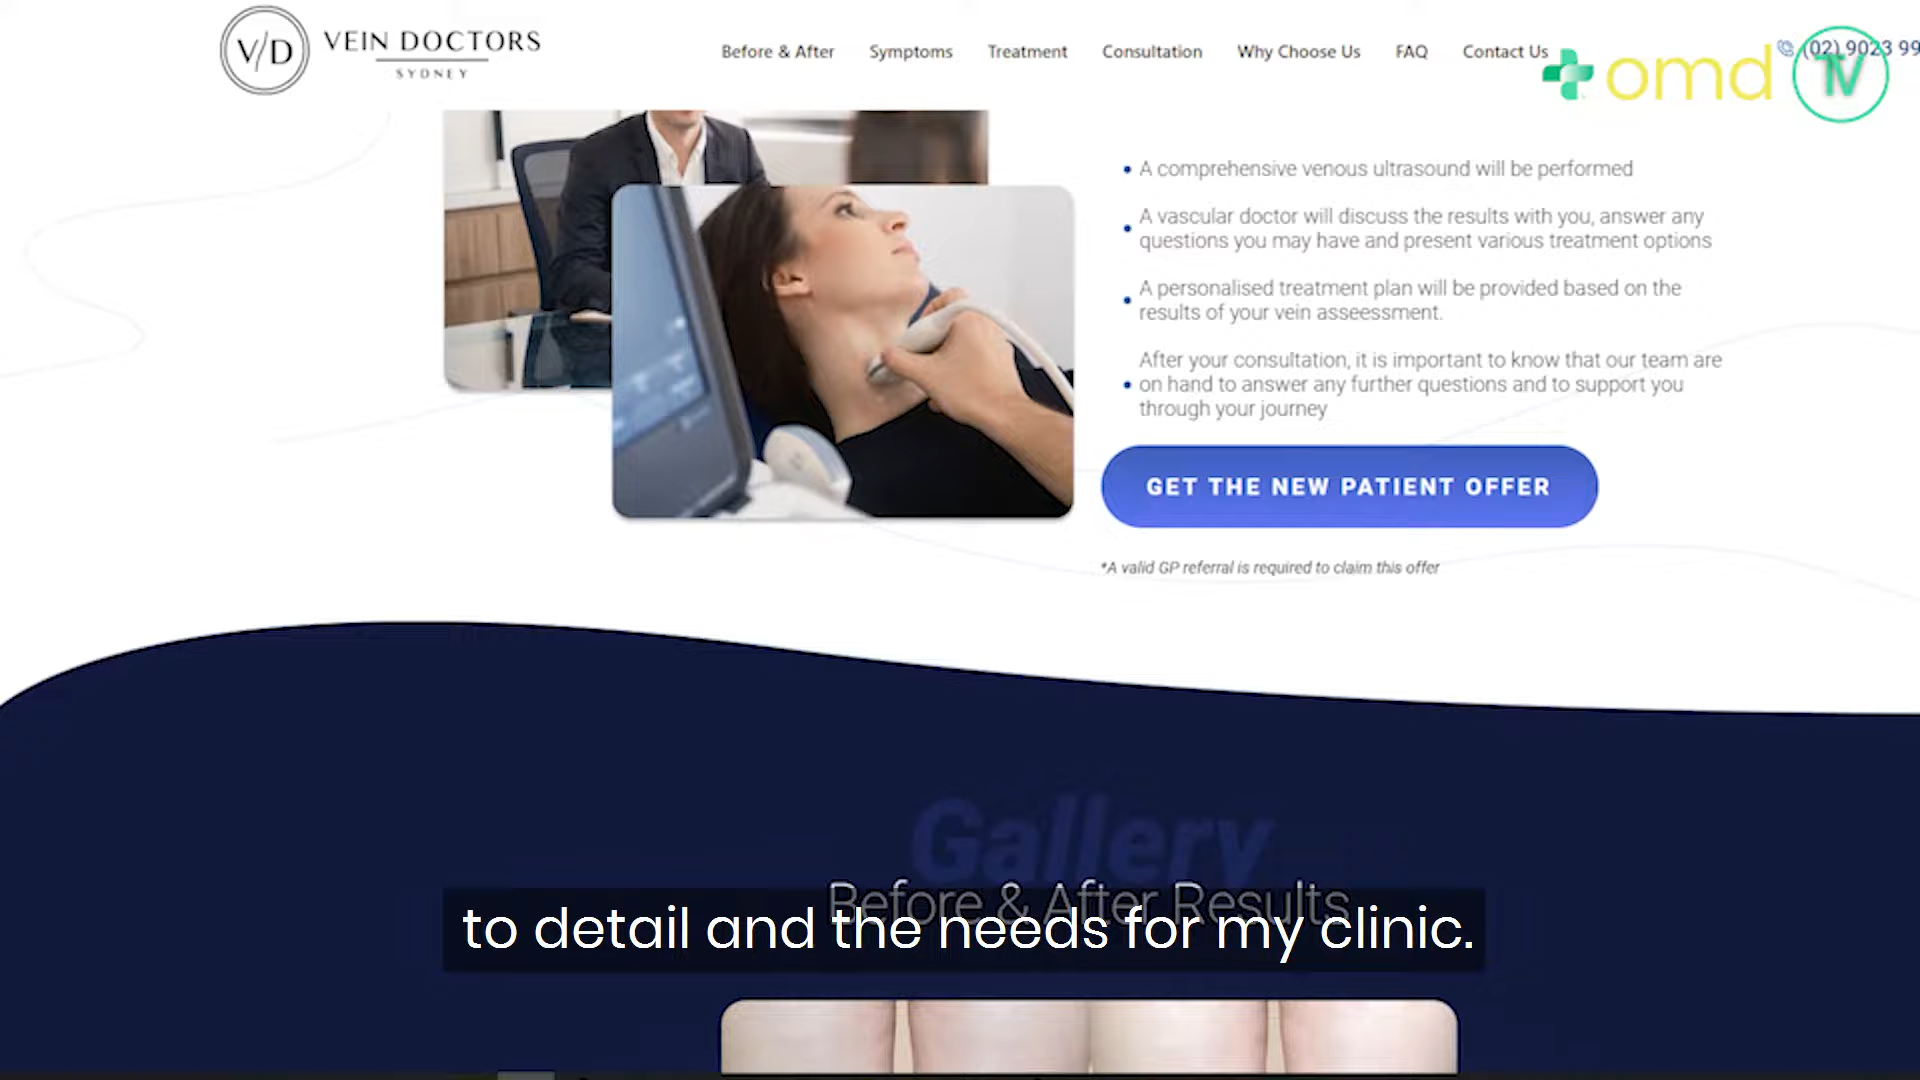 V/D VEIN DOCTORS
SYDNEY
Before & After Symptoms Treatment Consultation Why Choose Us FAQ Contact Us
(02) 9023 99
omd TV
A comprehensive venous ultrasound will be performed
A vascular doctor will discuss the results with you, answer any
questions you may have and present various treatment options
A personalised treatment plan will be provided based on the
results of your vein asseessment.
After your consultation, it is important to know that our team are
on hand to answer any further questions and to support you
through your journey
GET THE NEW PATIENT OFFER
*A valid GP referral is required to claim this offer
Gallery
Before & After Results
to detail and the needs for my clinic.